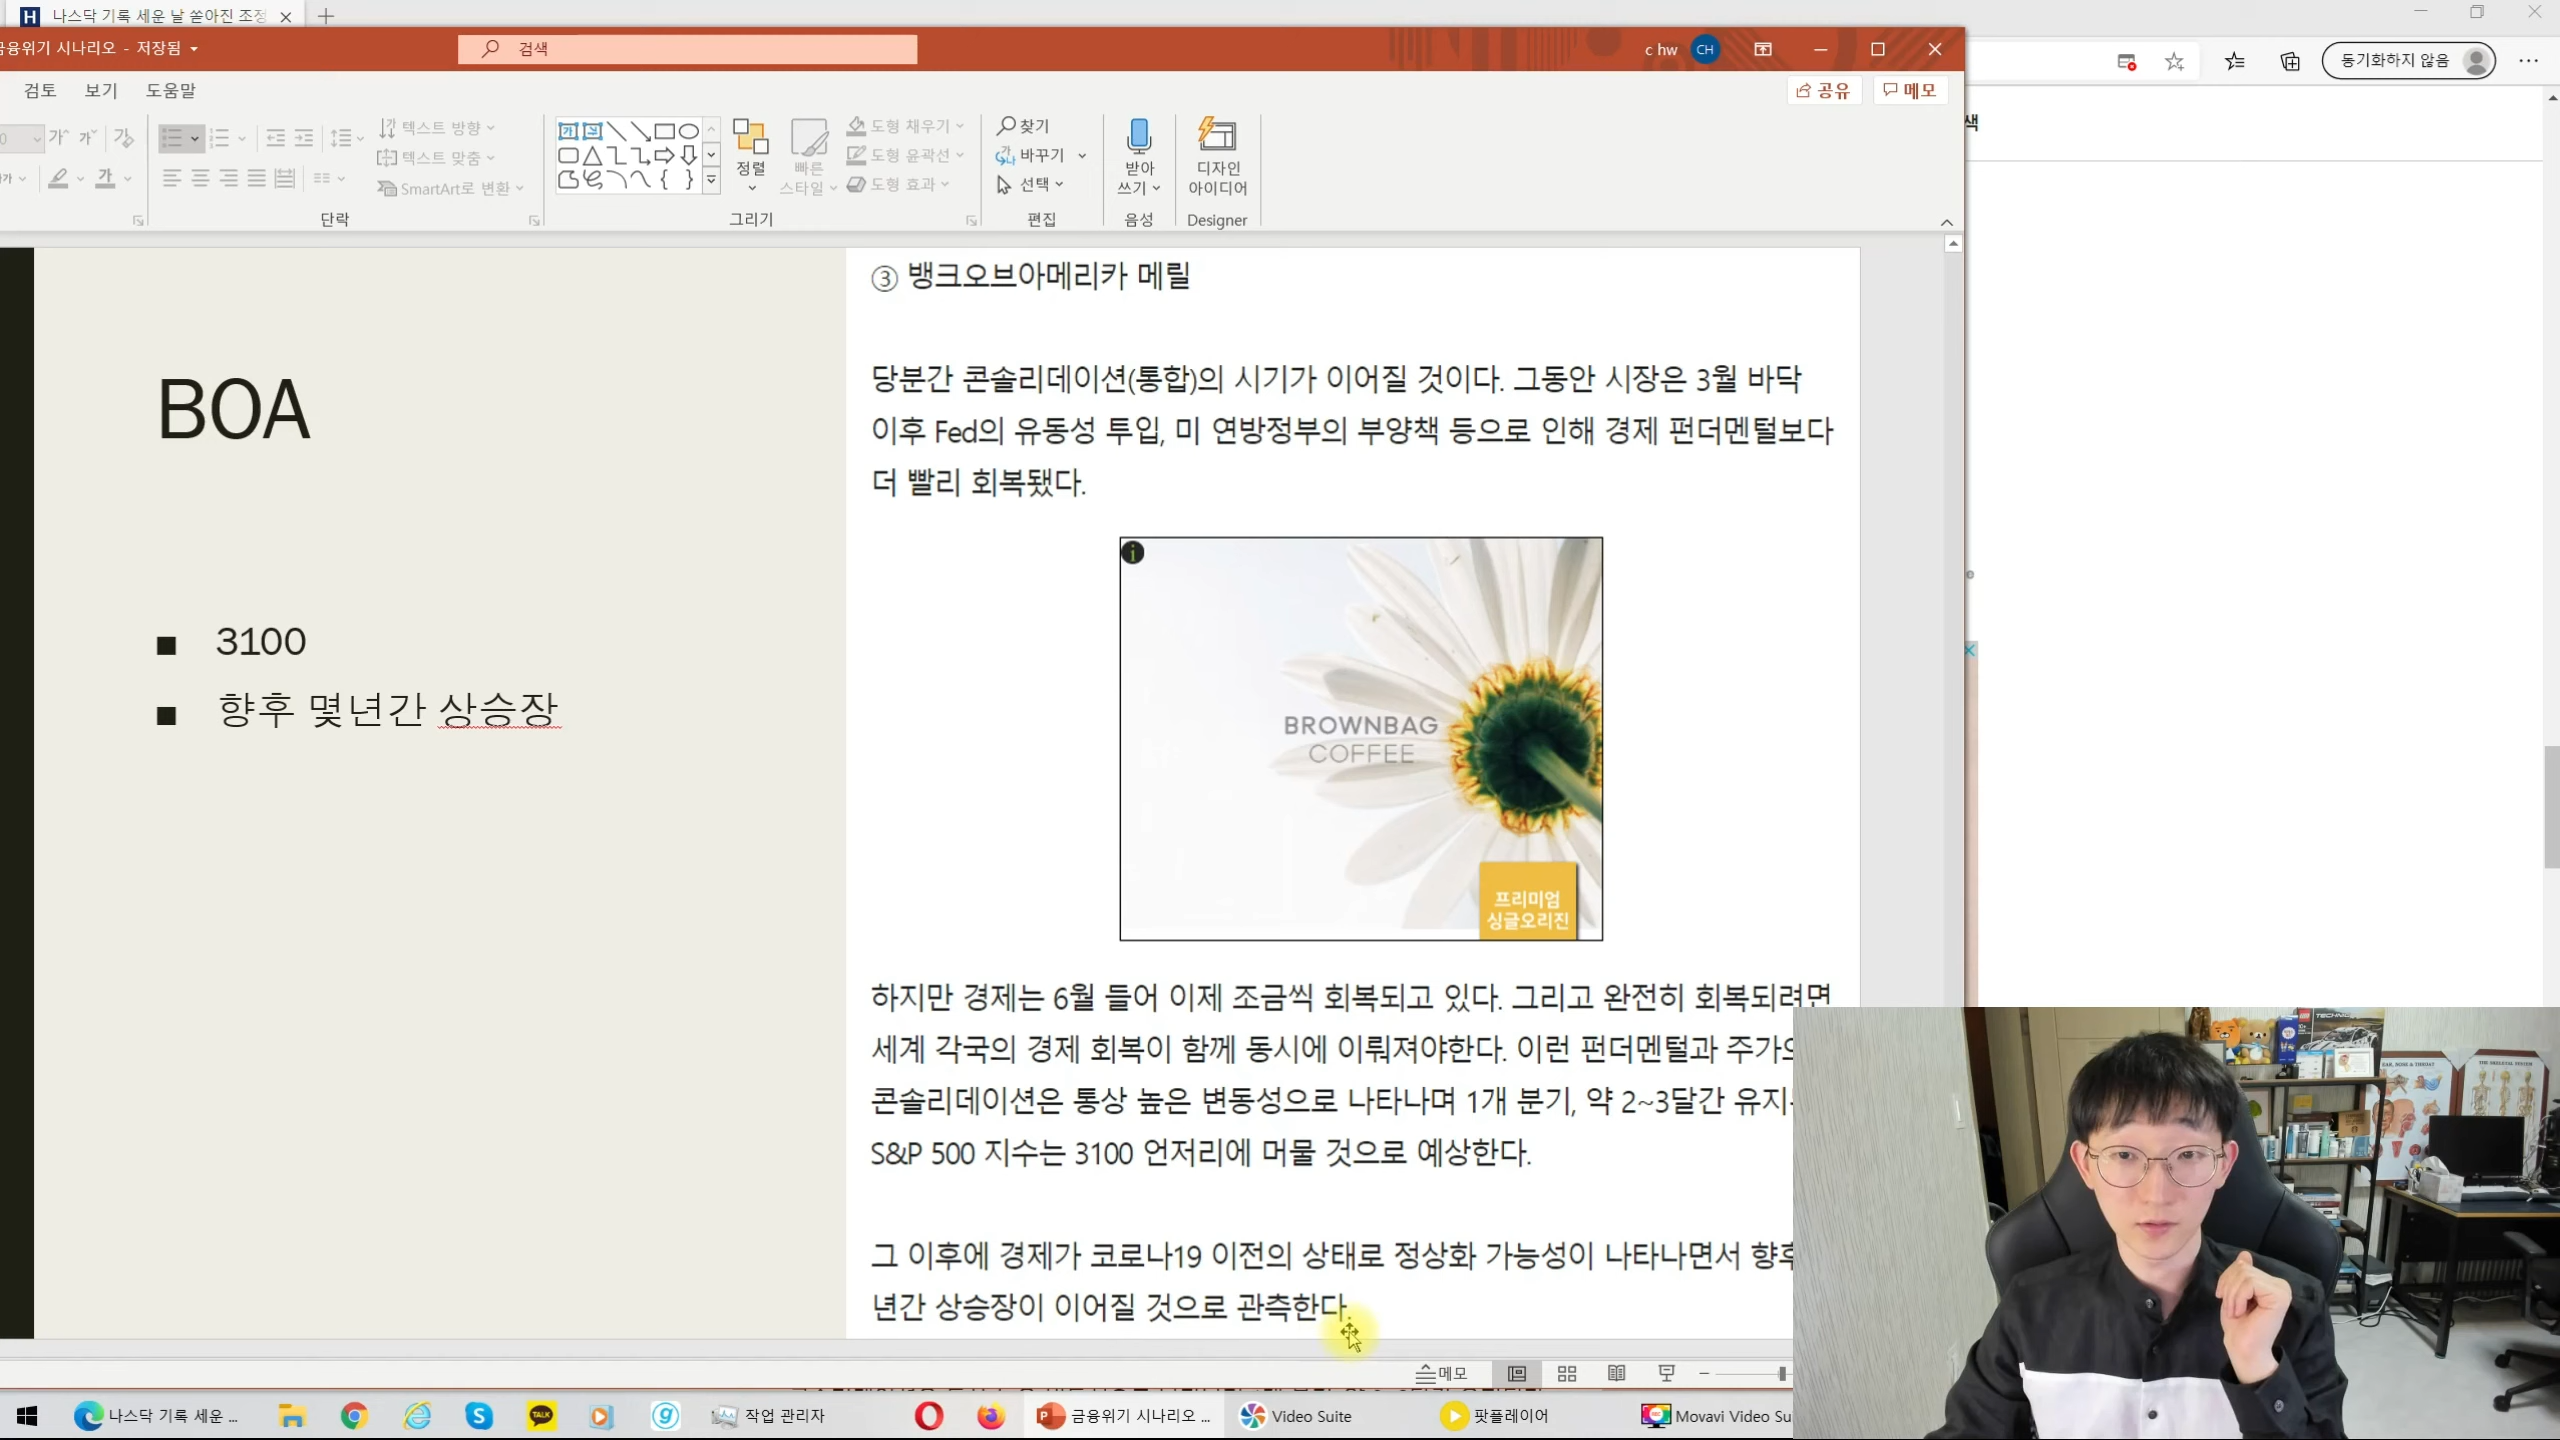 나스닥 기록 세운 날 쏟아진 조정
금융위기 시나리오 - 저장됨
검색
c hw
CH
동기화하지 않음
검토 보기 도움말
공유
메모
텍스트 방향
텍스트 맞춤
SmartArt로 변환
정렬
빠른
스타일
도형 채우기
도형 윤곽선
도형 효과
찾기
바꾸기
선택
받아
쓰기
디자인
아이디어
단락
그리기
편집
음성
Designer
색
BOA
3100
향후 몇년간 상승장
③ 뱅크오브아메리카 메릴
당분간 콘솔리데이션(통합)의 시기가 이어질 것이다. 그동안 시장은 3월 바닥
이후 Fed의 유동성 투입, 미 연방정부의 부양책 등으로 인해 경제 펀더멘털보다
더 빨리 회복됐다.
BROWNBAG
COFFEE
프리미엄
싱글오리진
하지만 경제는 6월 들어 이제 조금씩 회복되고 있다. 그리고 완전히 회복되려면
세계 각국의 경제 회복이 함께 동시에 이뤄져야한다. 이런 펀더멘털과 주가의
콘솔리데이션은 통상 높은 변동성으로 나타나며 1개 분기, 약 2~3달간 유지
S&P 500 지수는 3100 언저리에 머물 것으로 예상한다.
그 이후에 경제가 코로나19 이전의 상태로 정상화 가능성이 나타나면서 향후
년간 상승장이 이어질 것으로 관측한다.
메모
나스닥 기록 세운 ...
TALK
작업 관리자
금융위기 시나리오 ...
Video Suite
팟플레이어
Movavi Video Su